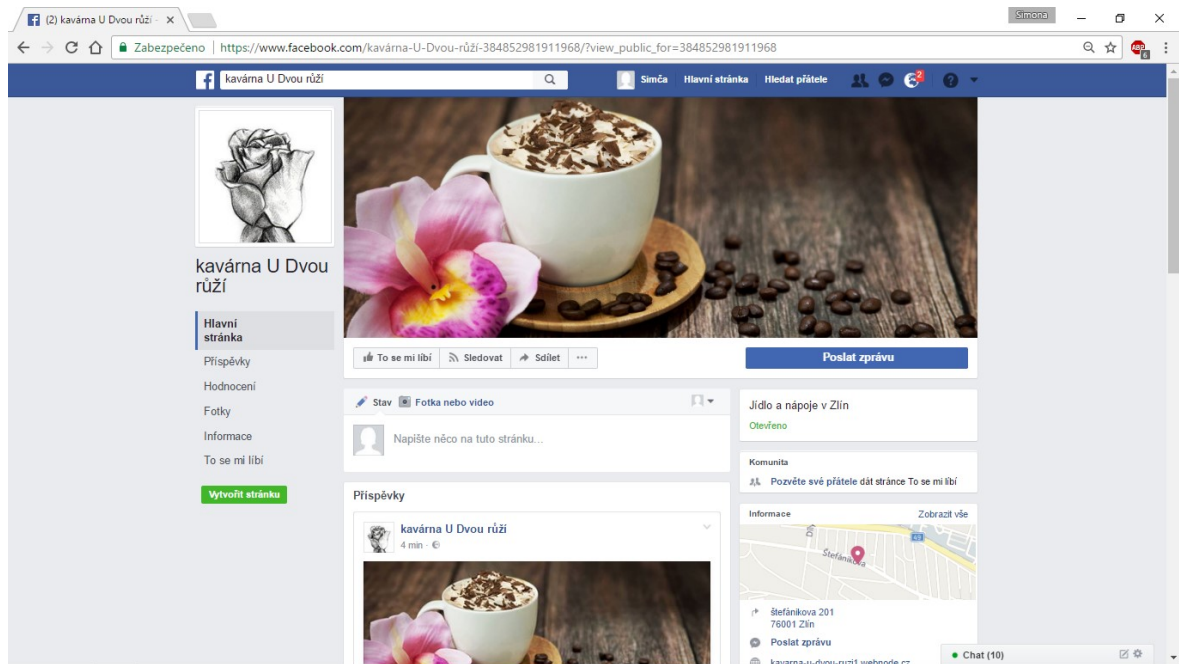 (2) kavárna U Dvou růží -
Simona
Zabezpečeno | https://www.facebook.com/kavárna-U-Dvou-růží-384852981911968/?view_public_for=384852981911968
ABP
6
kavárna U Dvou růží
Simča Hlavní stránka Hledat přátele
2
kavárna U Dvou
růží
Hlavní
stránka
Příspěvky
Hodnocení
Fotky
Informace
To se mi líbí
Vytvořit stránku
To se mi líbí Sledovat Sdílet ...
Poslat zprávu
Stav Fotka nebo video
Napište něco na tuto stránku...
Příspěvky
kavárna U Dvou růží
4 min ·
Jídlo a nápoje v Zlín
Otevřeno
Komunita
Pozvěte své přátele dát stránce To se mi líbí
Informace Zobrazit vše
49
Štefánikova
štefánikova 201
76001 Zlín
Poslat zprávu
kavarna-u-dvou-ruzi1.webnode.cz
Chat (10)